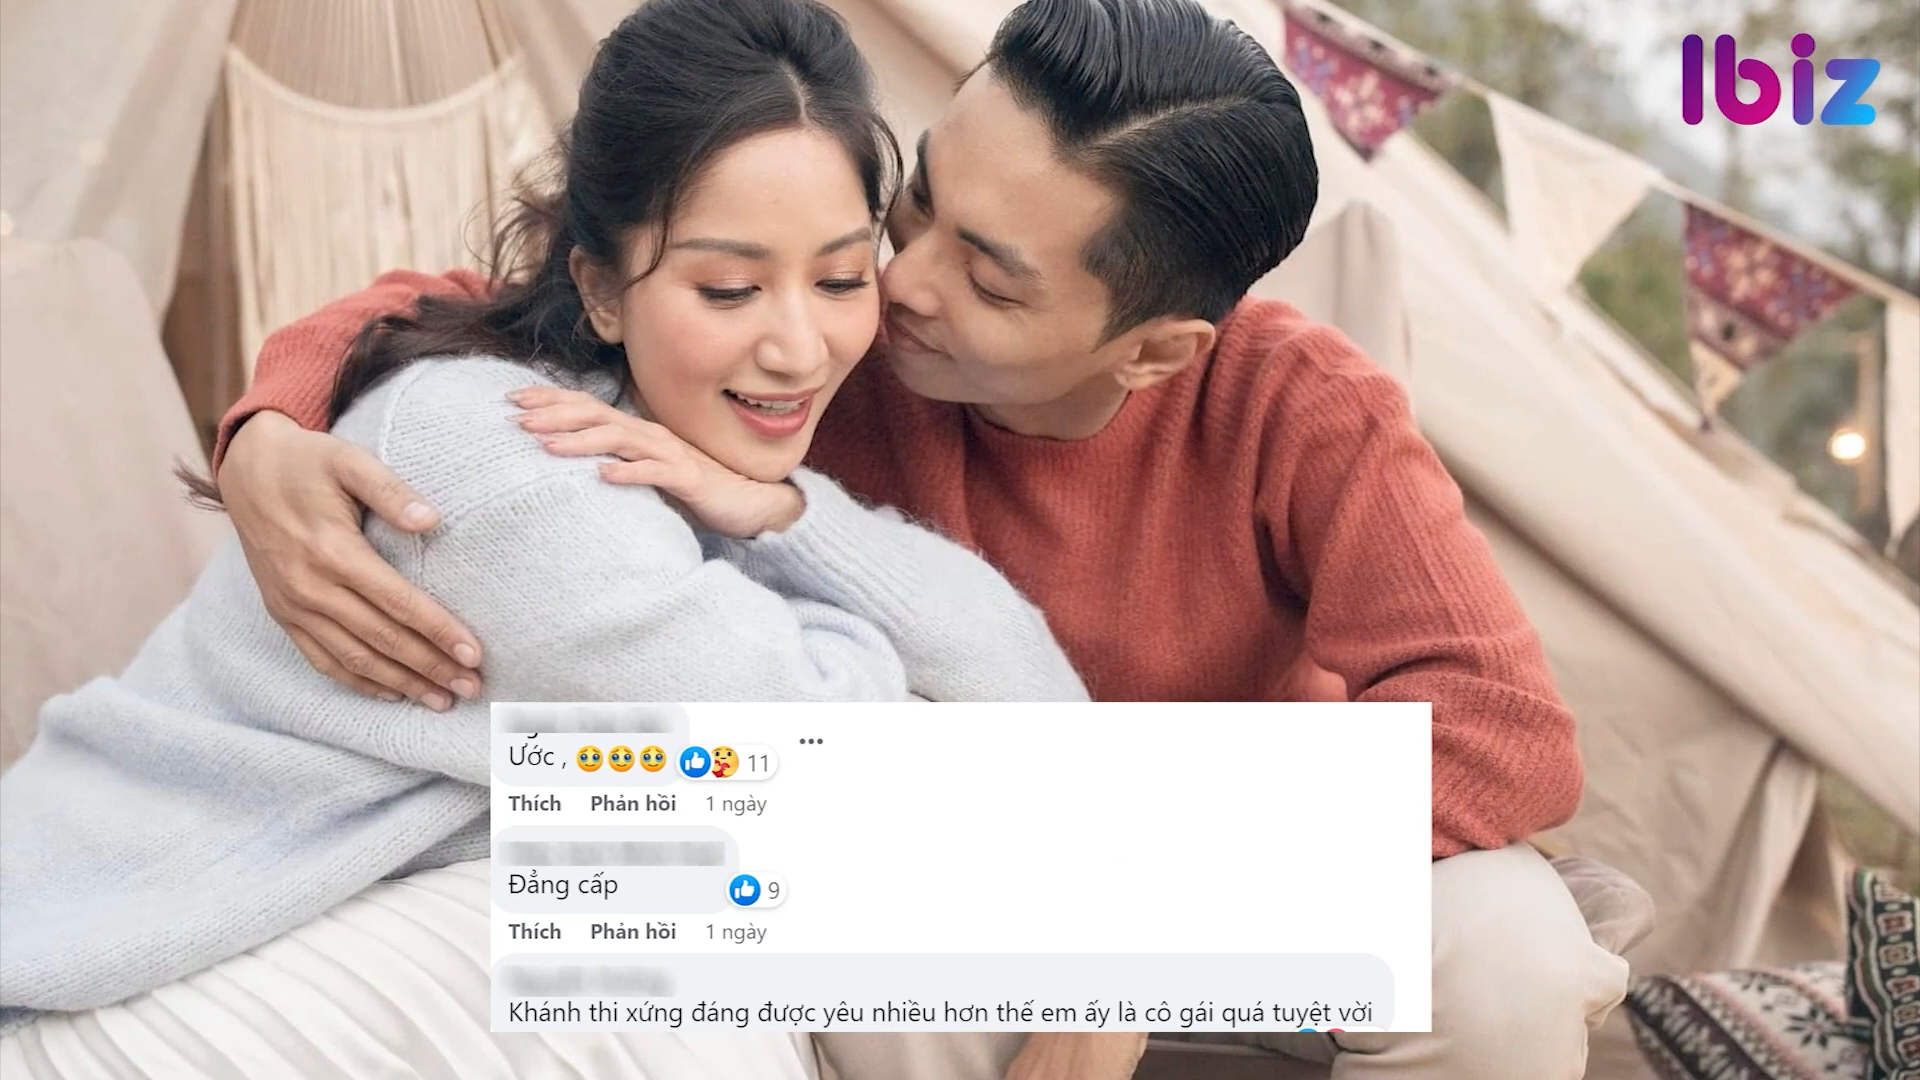 Ibiz
Ước , 🥹🥹🥹 11
Thích Phản hồi 1 ngày
Đẳng cấp 9
Thích Phản hồi 1 ngày
Khánh thi xứng đáng được yêu nhiều hơn thế em ấy là cô gái quá tuyệt vời